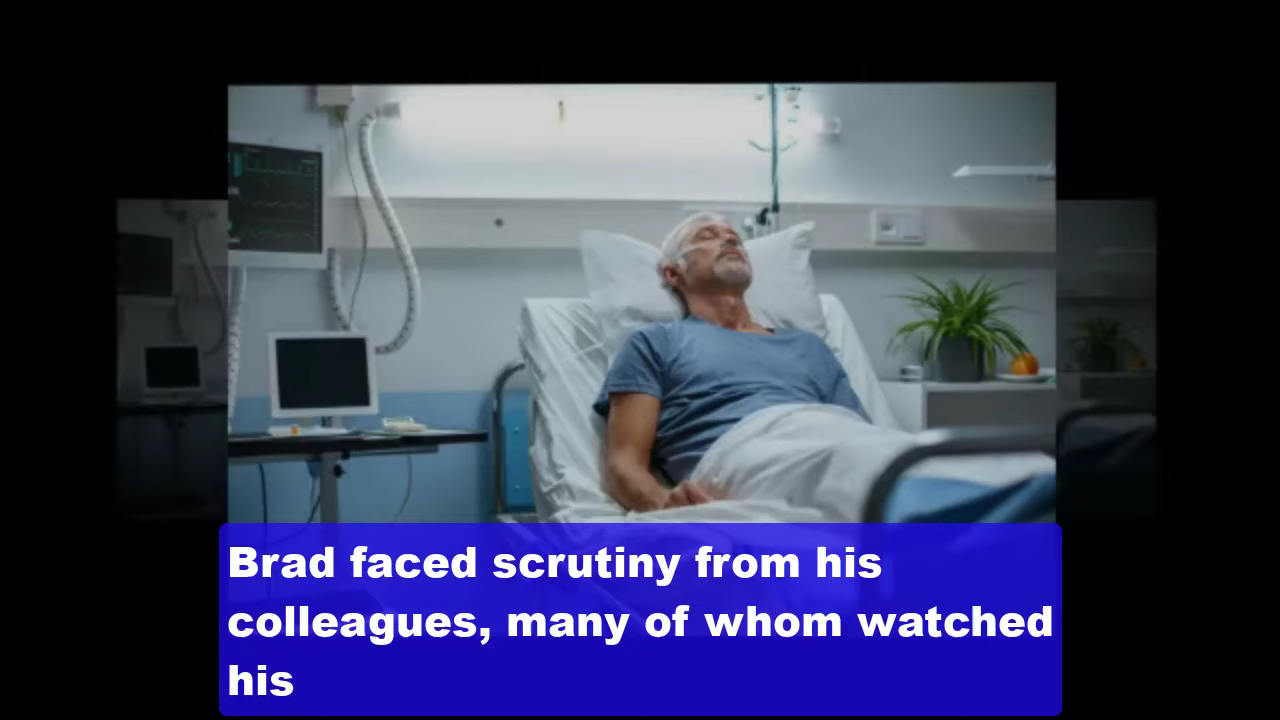 Brad faced scrutiny from his
colleagues, many of whom watched
his